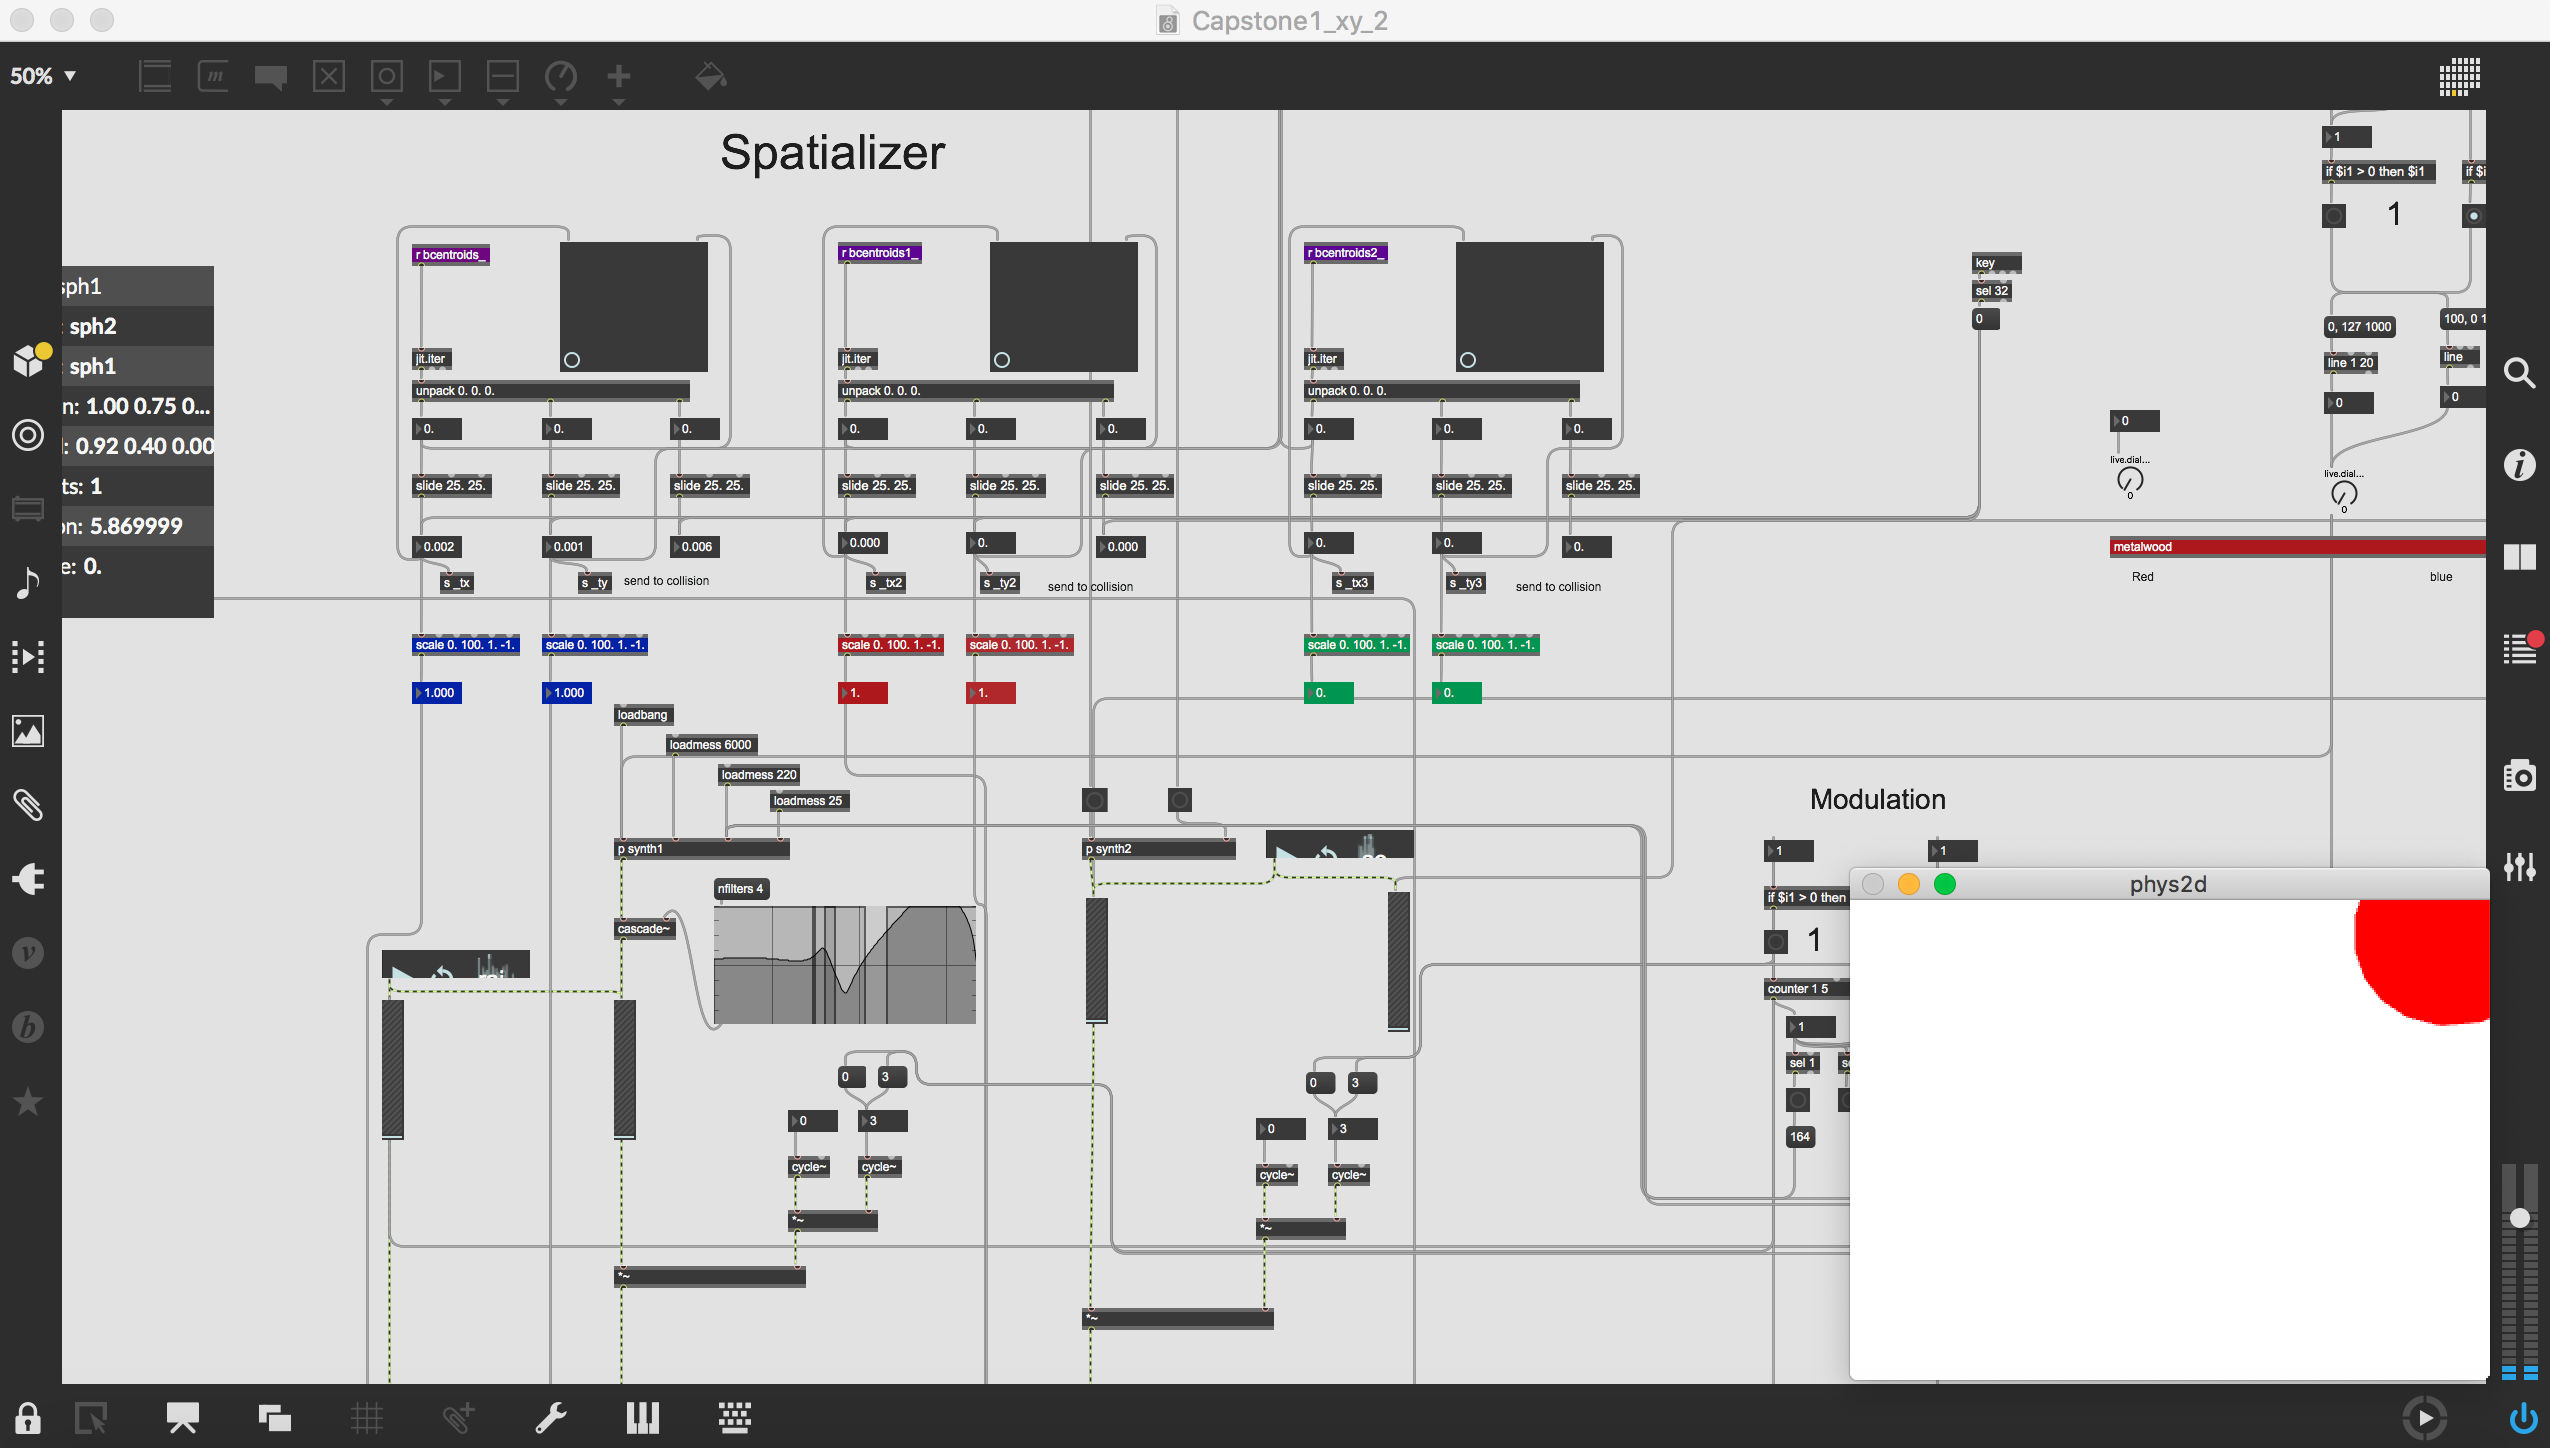 Capstone1_xy_2
50%
Spatializer
1
if $i1 > 0 then $i1
1
r bcentroids_
r bcentroids1_
r bcentroids2_
key
sel 32
0
sph1
sph2
sph1
n: 1.00 0.75 0...
: 0.92 0.40 0.00
ts: 1
on: 5.869999
e: 0.
0, 127 1000
100, 0 1
line 1 20
line
0
0
jit.iter
jit.iter
jit.iter
unpack 0. 0. 0.
unpack 0. 0. 0.
unpack 0. 0. 0.
0.
0.
0.
0.
0.
0.
0.
0.
0.
0
live.dial...
0
live.dial...
0
slide 25. 25.
slide 25. 25.
slide 25. 25.
slide 25. 25.
slide 25. 25.
slide 25. 25.
slide 25. 25.
slide 25. 25.
slide 25. 25.
0.002
0.001
0.006
0.000
0.
0.000
0.
0.
0.
metalwood
Red
blue
s _tx
s _ty
send to collision
s _tx2
s _ty2
send to collision
s _tx3
s _ty3
send to collision
scale 0. 100. 1. -1.
scale 0. 100. 1. -1.
scale 0. 100. 1. -1.
scale 0. 100. 1. -1.
scale 0. 100. 1. -1.
scale 0. 100. 1. -1.
1.000
1.000
1.
1.
0.
0.
loadbang
loadmess 6000
loadmess 220
loadmess 25
p synth1
p synth2
Modulation
1
1
nfilters 4
cascade~
if $i1 > 0 then
1
counter 1 5
1
sel 1
164
phys2d
0
3
0
3
cycle~
cycle~
*~
*~
0
3
0
3
cycle~
cycle~
*~
*~